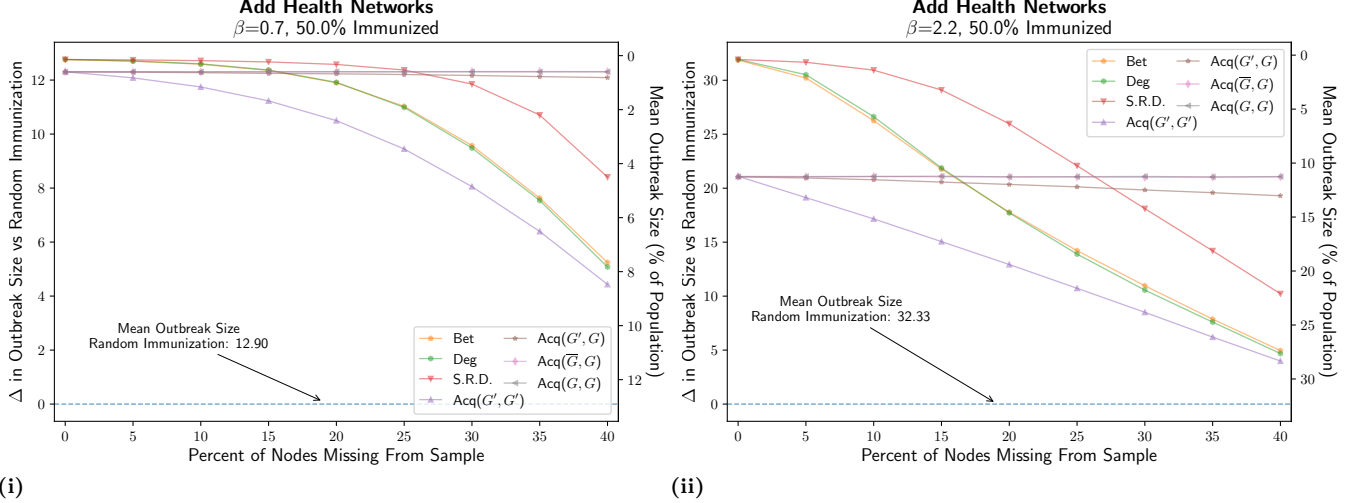 Add Health Networks
β=0.7, 50.0% Immunized
Δ in Outbreak Size vs Random Immunization
12
10
8
6
4
2
0
0
2
4
6
8
10
12
Mean Outbreak Size (% of Population)
Mean Outbreak Size
Random Immunization: 12.90
Bet
Deg
S.R.D.
Acq(G′, G′)
Acq(G′, G)
Acq(G̅, G)
Acq(G, G)
0 5 10 15 20 25 30 35 40
Percent of Nodes Missing From Sample
(i)
Add Health Networks
β=2.2, 50.0% Immunized
Δ in Outbreak Size vs Random Immunization
30
25
20
15
10
5
0
0
5
10
15
20
25
30
Mean Outbreak Size (% of Population)
Bet
Deg
S.R.D.
Acq(G′, G′)
Acq(G′, G)
Acq(G̅, G)
Acq(G, G)
Mean Outbreak Size
Random Immunization: 32.33
0 5 10 15 20 25 30 35 40
Percent of Nodes Missing From Sample
(ii)